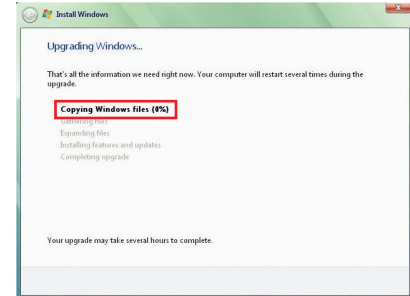 Install Windows
Upgrading Windows...
That's all the information we need right now. Your computer will restart several times during the
upgrade.
Copying Windows files (0%)
Gathering files
Expanding files
Installing features and updates
Completing upgrade
Your upgrade may take several hours to complete.